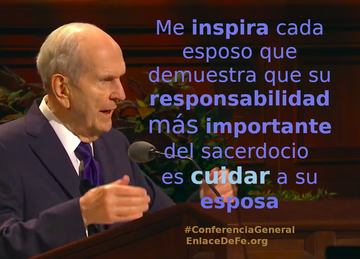 Me inspira cada
esposo que
demuestra que su
responsabilidad
más importante
del sacerdocio
es cuidar a su
esposa
#ConferenciaGeneral
EnlaceDeFe.org